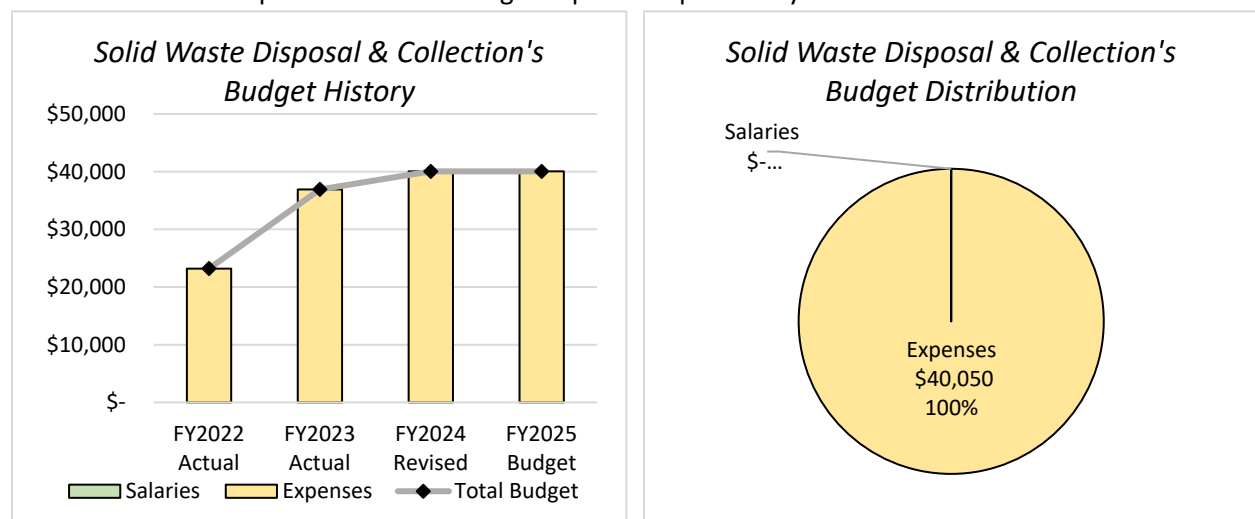 Solid Waste Disposal & Collection's
Budget History
$50,000
$40,000
$30,000
$20,000
$10,000
$-
FY2022
Actual
FY2023
Actual
FY2024
Revised
FY2025
Budget
Salaries
Expenses
Total Budget
Solid Waste Disposal & Collection's
Budget Distribution
Salaries
$-...
Expenses
$40,050
100%